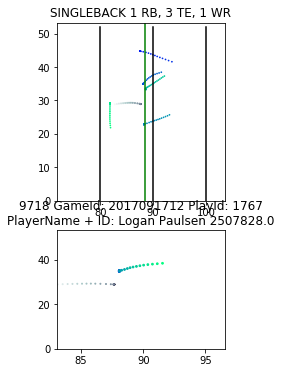 SINGLEBACK 1 RB, 3 TE, 1 WR
50
40
30
20
10
0
80 90 100
9718 GameId: 2017091712 PlayId: 1767
PlayerName + ID: Logan Paulsen 2507828.0
40
20
0
85 90 95